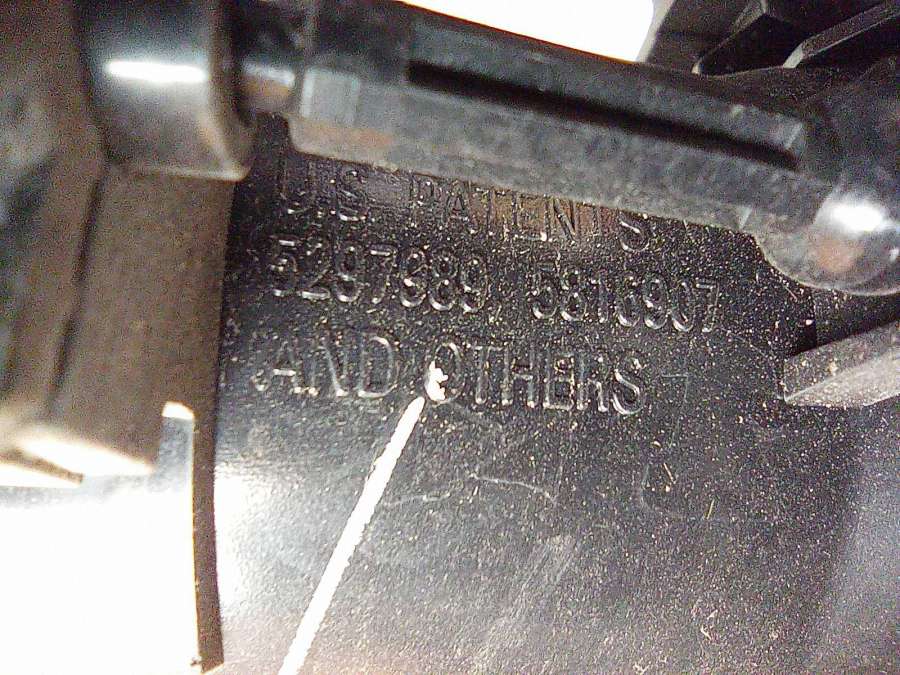 U.S. PATENTS
5297989, 5816907
AND OTHERS